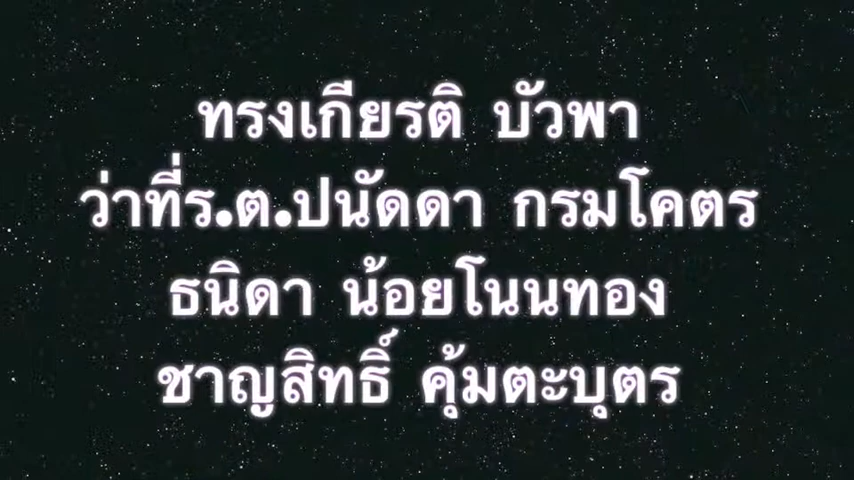 ทรงเกียรติ บัวพา
ว่าที่ร.ต.ปนัดดา กรมโคตร
ธนิดา น้อยโนนทอง
ชาญสิทธิ์ คุ้มตะบุตร